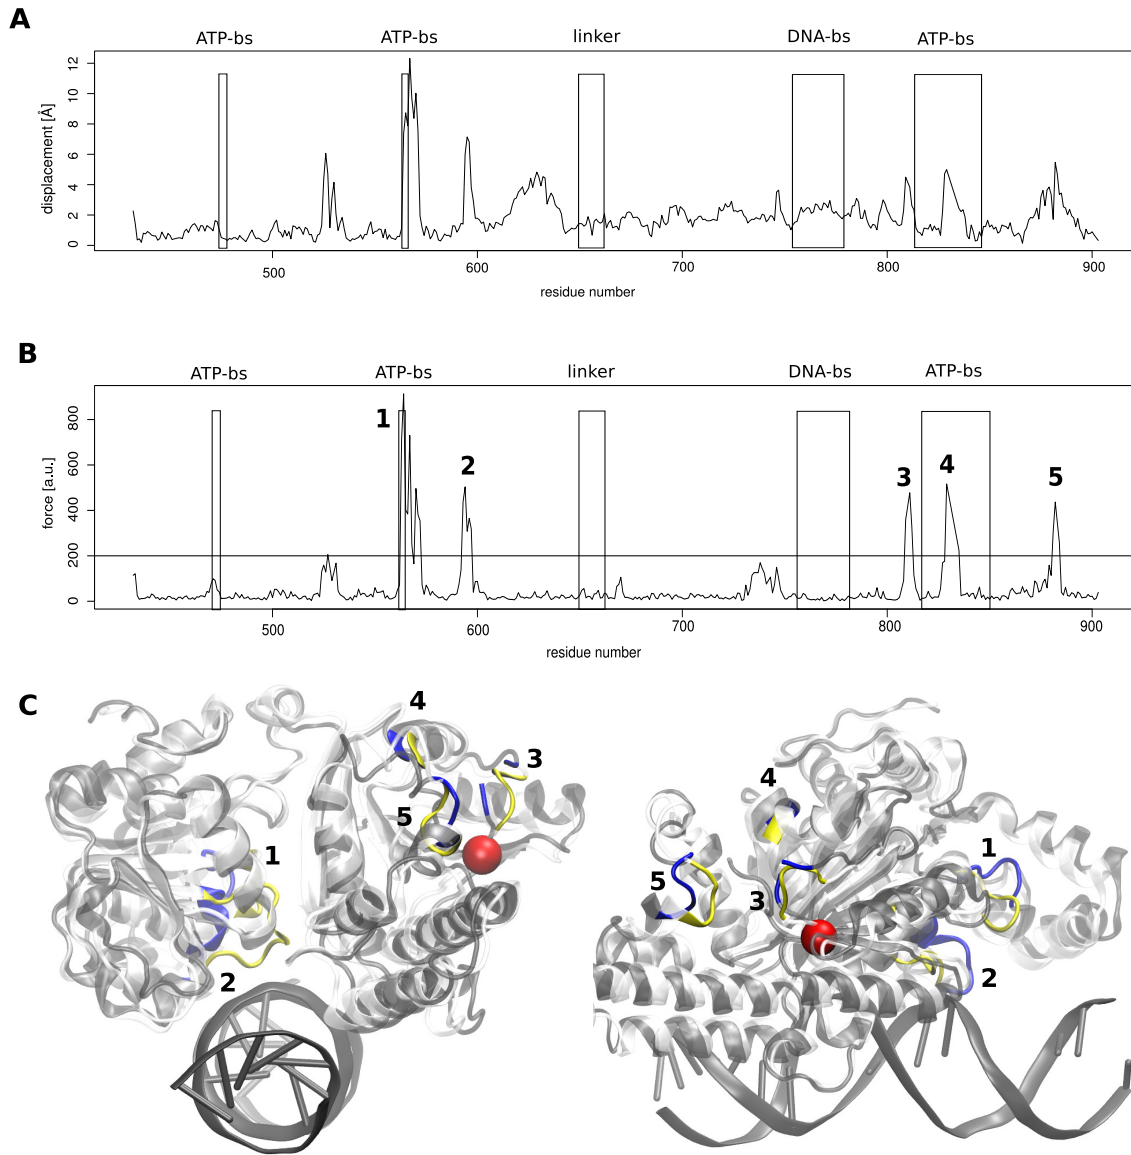 A
ATP-bs ATP-bs linker DNA-bs ATP-bs
displacement [Å]
12
10
8
6
4
2
0
500 600 700 800 900
residue number
B
ATP-bs ATP-bs linker DNA-bs ATP-bs
force [a.u.]
800
600
400
200
0
1 2 3 4 5
500 600 700 800 900
residue number
C
4
3
5
1
2
4
1
5
3
2